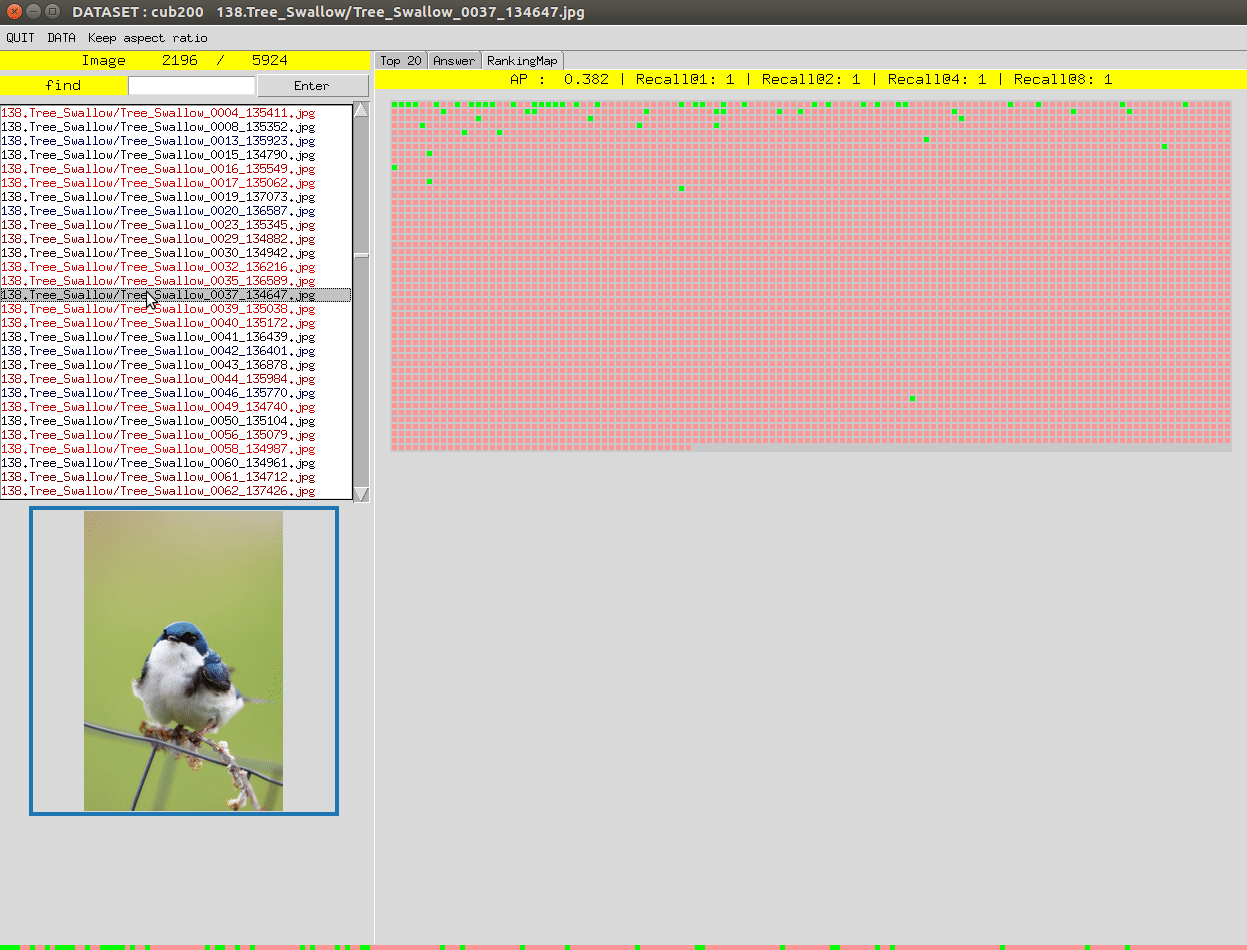 DATASET : cub200   138.Tree_Swallow/Tree_Swallow_0037_134647.jpg
QUIT DATA Keep aspect ratio
Image 2196 / 5924
find Enter
138.Tree_Swallow/Tree_Swallow_0004_135411.jpg
138.Tree_Swallow/Tree_Swallow_0008_135352.jpg
138.Tree_Swallow/Tree_Swallow_0013_135923.jpg
138.Tree_Swallow/Tree_Swallow_0015_134790.jpg
138.Tree_Swallow/Tree_Swallow_0016_135549.jpg
138.Tree_Swallow/Tree_Swallow_0017_135062.jpg
138.Tree_Swallow/Tree_Swallow_0019_137073.jpg
138.Tree_Swallow/Tree_Swallow_0020_136587.jpg
138.Tree_Swallow/Tree_Swallow_0023_135345.jpg
138.Tree_Swallow/Tree_Swallow_0029_134882.jpg
138.Tree_Swallow/Tree_Swallow_0030_134942.jpg
138.Tree_Swallow/Tree_Swallow_0032_136216.jpg
138.Tree_Swallow/Tree_Swallow_0035_136589.jpg
138.Tree_Swallow/Tree_Swallow_0037_134647.jpg
138.Tree_Swallow/Tree_Swallow_0039_135038.jpg
138.Tree_Swallow/Tree_Swallow_0040_135172.jpg
138.Tree_Swallow/Tree_Swallow_0041_136439.jpg
138.Tree_Swallow/Tree_Swallow_0042_136401.jpg
138.Tree_Swallow/Tree_Swallow_0043_136878.jpg
138.Tree_Swallow/Tree_Swallow_0044_135984.jpg
138.Tree_Swallow/Tree_Swallow_0046_135770.jpg
138.Tree_Swallow/Tree_Swallow_0049_134740.jpg
138.Tree_Swallow/Tree_Swallow_0050_135104.jpg
138.Tree_Swallow/Tree_Swallow_0056_135079.jpg
138.Tree_Swallow/Tree_Swallow_0058_134987.jpg
138.Tree_Swallow/Tree_Swallow_0060_134961.jpg
138.Tree_Swallow/Tree_Swallow_0061_134712.jpg
138.Tree_Swallow/Tree_Swallow_0062_137426.jpg
Top 20 Answer RankingMap
AP : 0.382 | Recall@1: 1 | Recall@2: 1 | Recall@4: 1 | Recall@8: 1